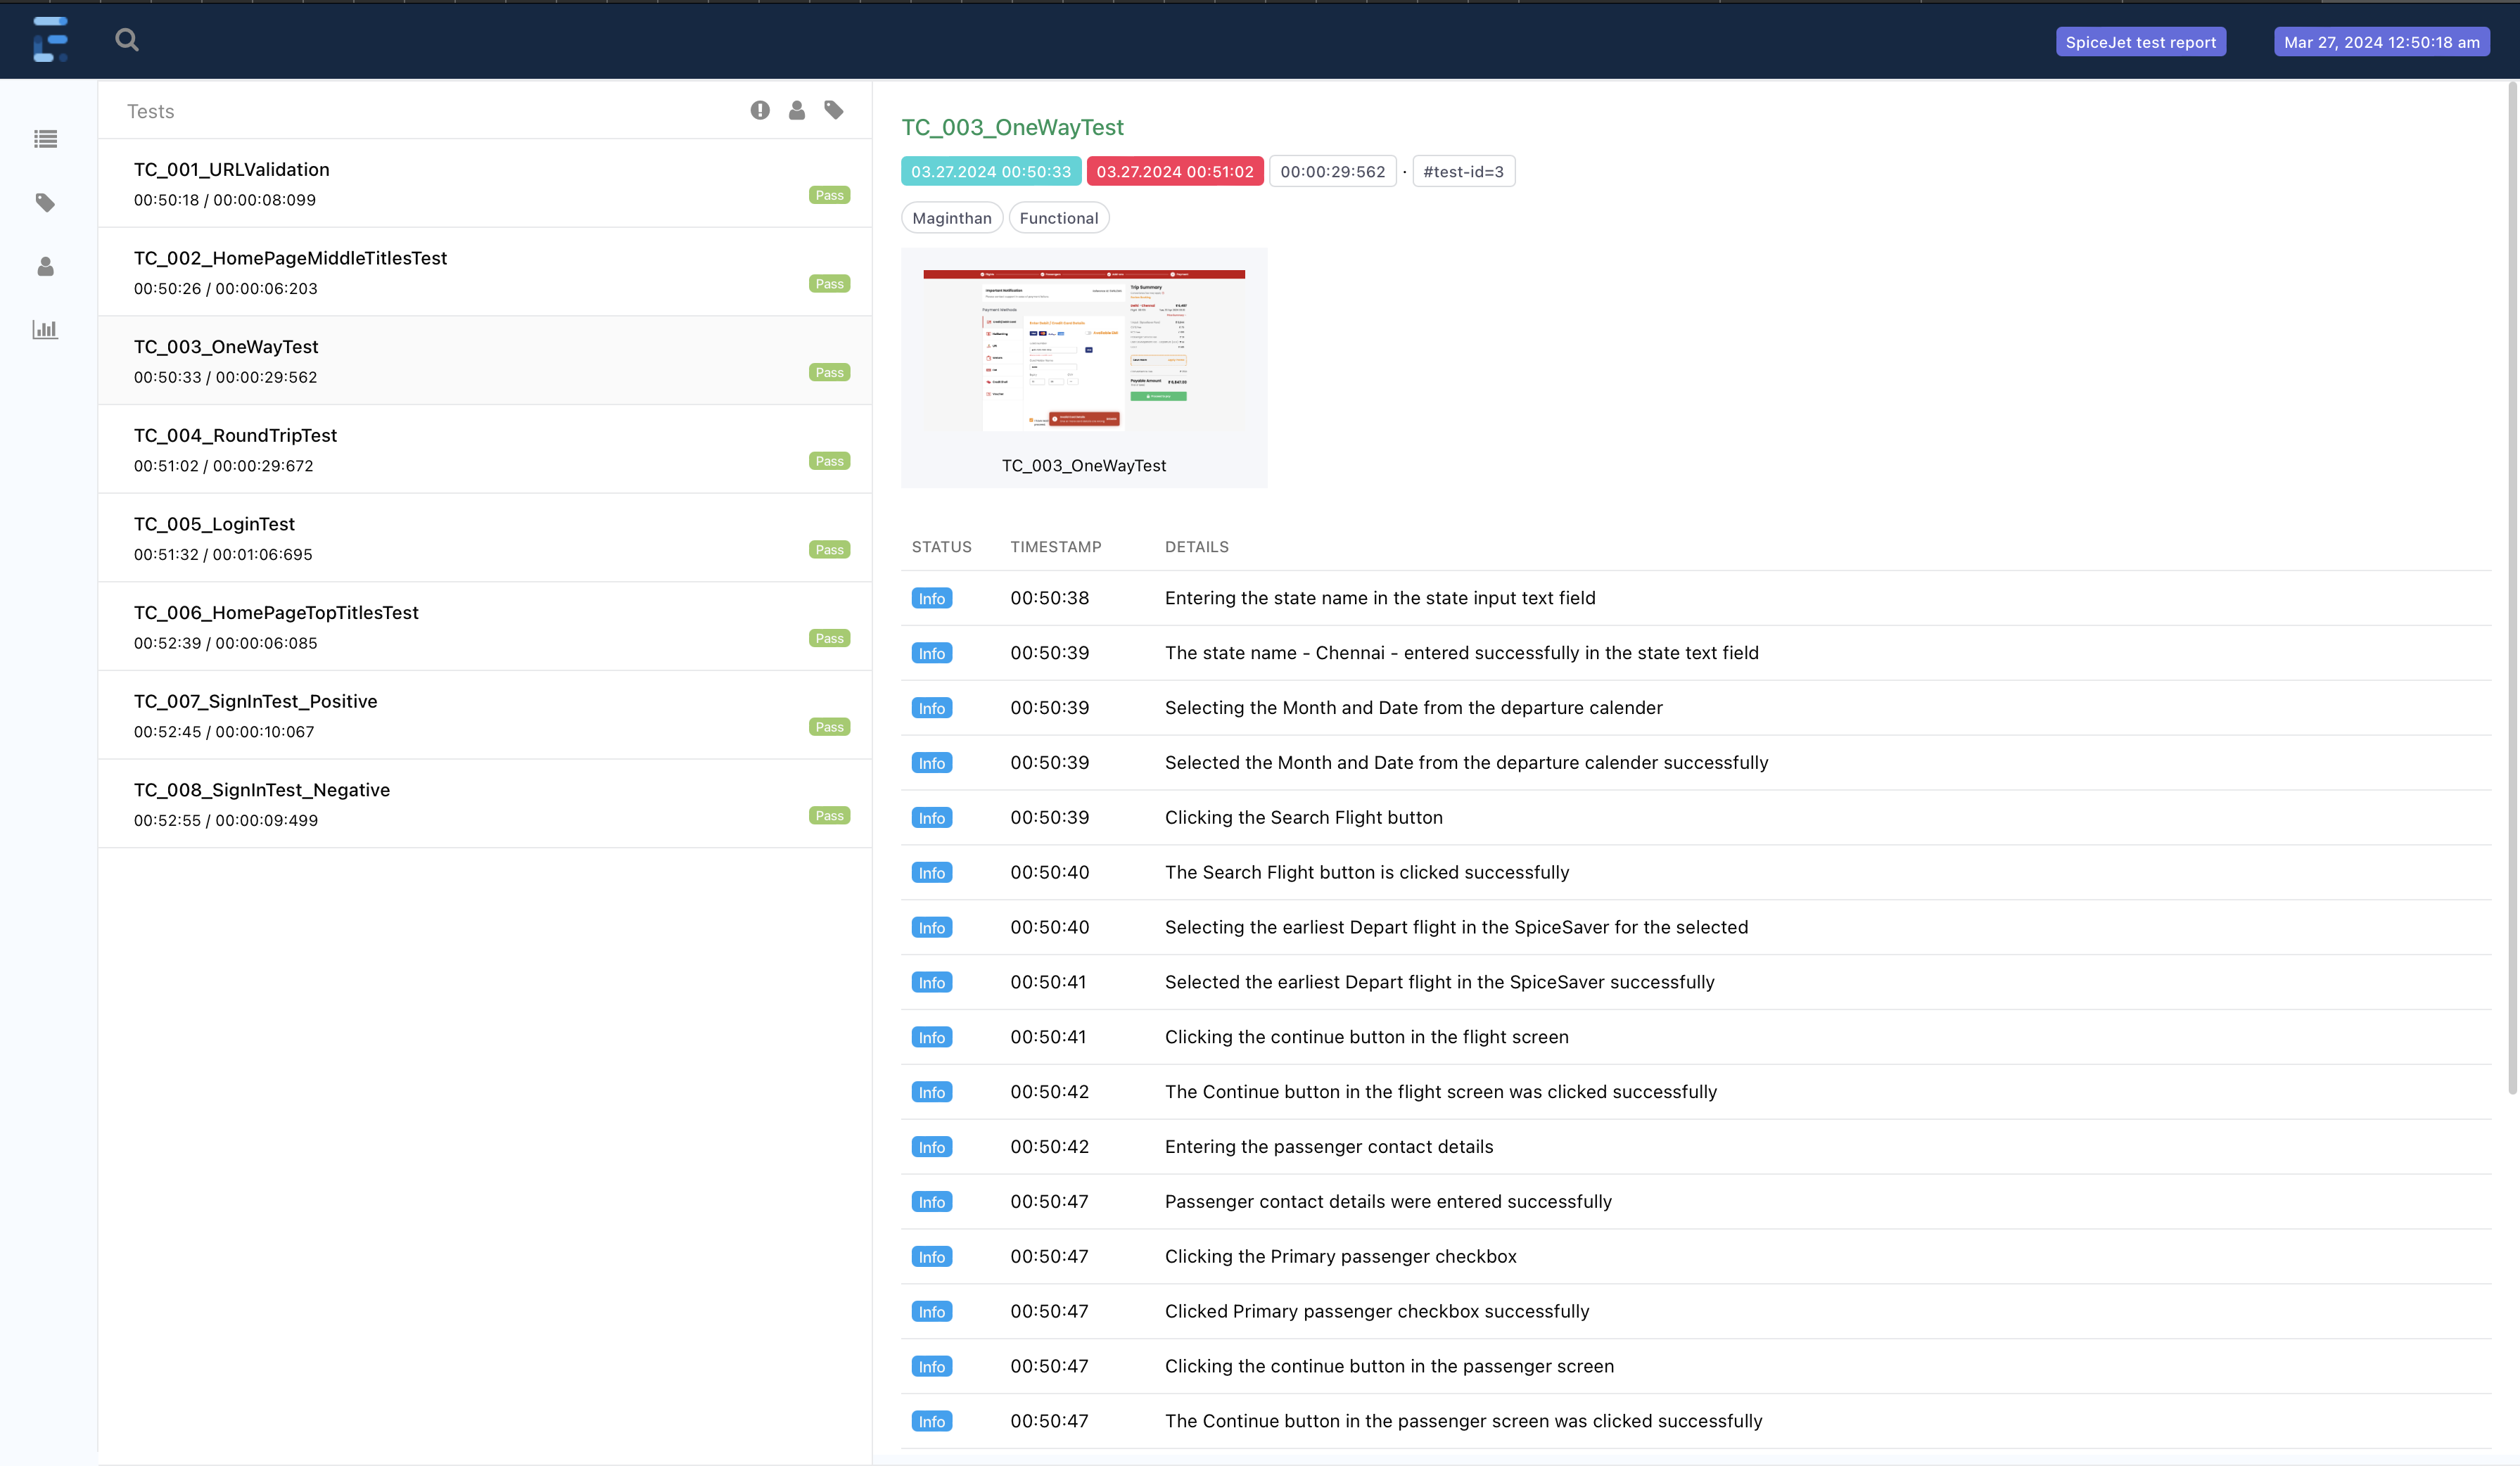 SpiceJet test report
Mar 27, 2024 12:50:18 am
Tests
TC_001_URLValidation
00:50:18 / 00:00:08:099
Pass
TC_002_HomePageMiddleTitlesTest
00:50:26 / 00:00:06:203
Pass
TC_003_OneWayTest
00:50:33 / 00:00:29:562
Pass
TC_004_RoundTripTest
00:51:02 / 00:00:29:672
Pass
TC_005_LoginTest
00:51:32 / 00:01:06:695
Pass
TC_006_HomePageTopTitlesTest
00:52:39 / 00:00:06:085
Pass
TC_007_SignInTest_Positive
00:52:45 / 00:00:10:067
Pass
TC_008_SignInTest_Negative
00:52:55 / 00:00:09:499
Pass
TC_003_OneWayTest
03.27.2024 00:50:33 03.27.2024 00:51:02 00:00:29:562 · #test-id=3
Maginthan Functional
Important Notification
Trip Summary
Payment Methods
Payable Amount
TC_003_OneWayTest
STATUS TIMESTAMP DETAILS
Info 00:50:38 Entering the state name in the state input text field
Info 00:50:39 The state name - Chennai - entered successfully in the state text field
Info 00:50:39 Selecting the Month and Date from the departure calender
Info 00:50:39 Selected the Month and Date from the departure calender successfully
Info 00:50:39 Clicking the Search Flight button
Info 00:50:40 The Search Flight button is clicked successfully
Info 00:50:40 Selecting the earliest Depart flight in the SpiceSaver for the selected
Info 00:50:41 Selected the earliest Depart flight in the SpiceSaver successfully
Info 00:50:41 Clicking the continue button in the flight screen
Info 00:50:42 The Continue button in the flight screen was clicked successfully
Info 00:50:42 Entering the passenger contact details
Info 00:50:47 Passenger contact details were entered successfully
Info 00:50:47 Clicking the Primary passenger checkbox
Info 00:50:47 Clicked Primary passenger checkbox successfully
Info 00:50:47 Clicking the continue button in the passenger screen
Info 00:50:47 The Continue button in the passenger screen was clicked successfully